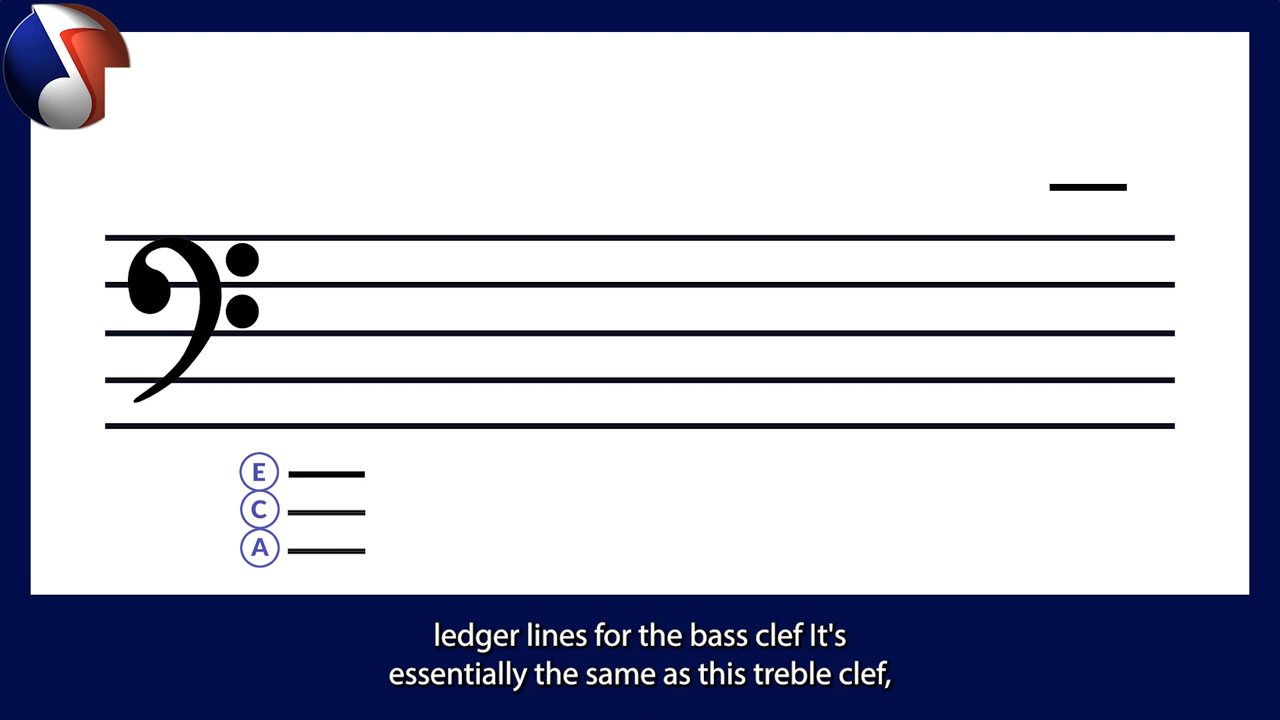 E
C
A
ledger lines for the bass clef It's
essentially the same as this treble clef,